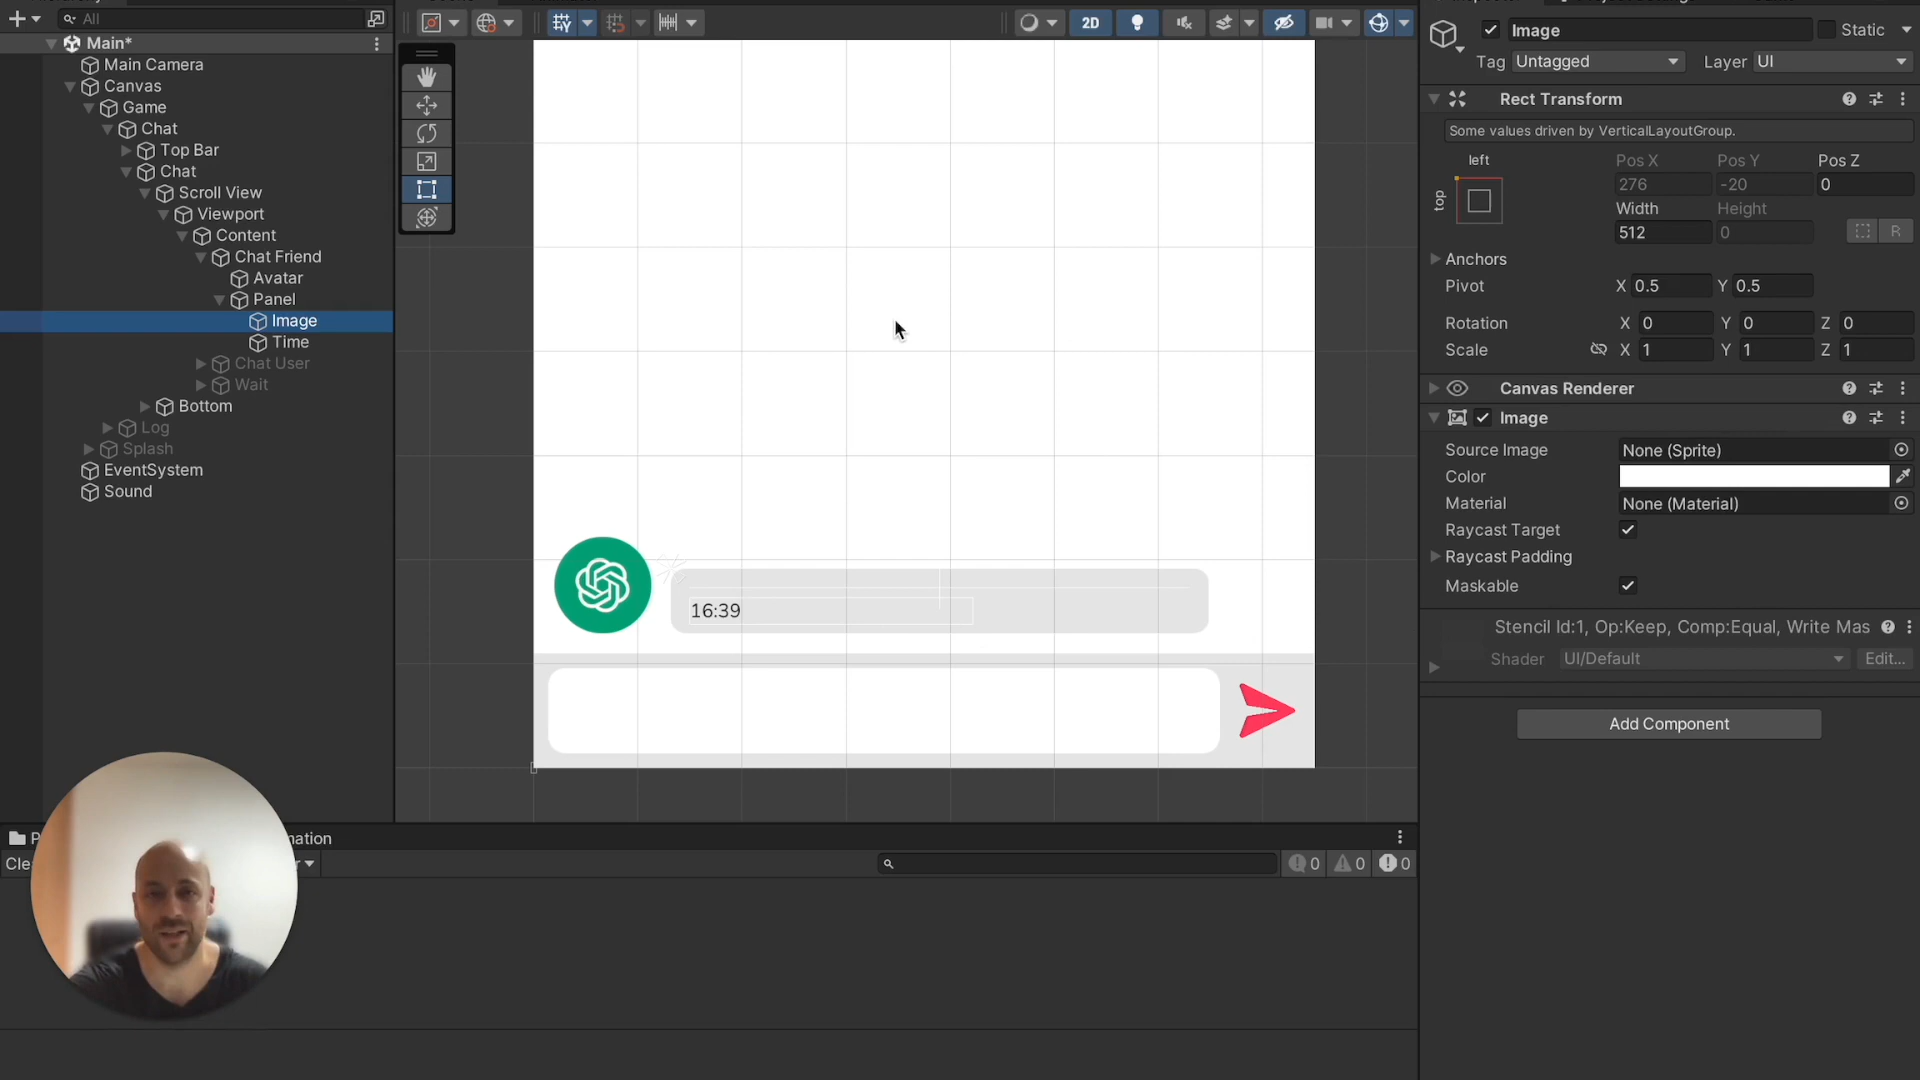 All
Main*
Main Camera
Canvas
Game
Chat
Top Bar
Chat
Scroll View
Viewport
Content
Chat Friend
Avatar
Panel
Image
Time
Chat User
Wait
Bottom
Log
Splash
EventSystem
Sound
2D
16:39
Image
Static
Tag Untagged Layer UI
Rect Transform
Some values driven by VerticalLayoutGroup.
left
top
Pos X Pos Y Pos Z
276 -20 0
Width Height
512 0 R
Anchors
Pivot X 0.5 Y 0.5
Rotation X 0 Y 0 Z 0
Scale X 1 Y 1 Z 1
Canvas Renderer
Image
Source Image None (Sprite)
Color
Material None (Material)
Raycast Target
Raycast Padding
Maskable
Stencil Id:1, Op:Keep, Comp:Equal, Write Mas
Shader UI/Default Edit...
Add Component
P mation
Cle r
0 0 0